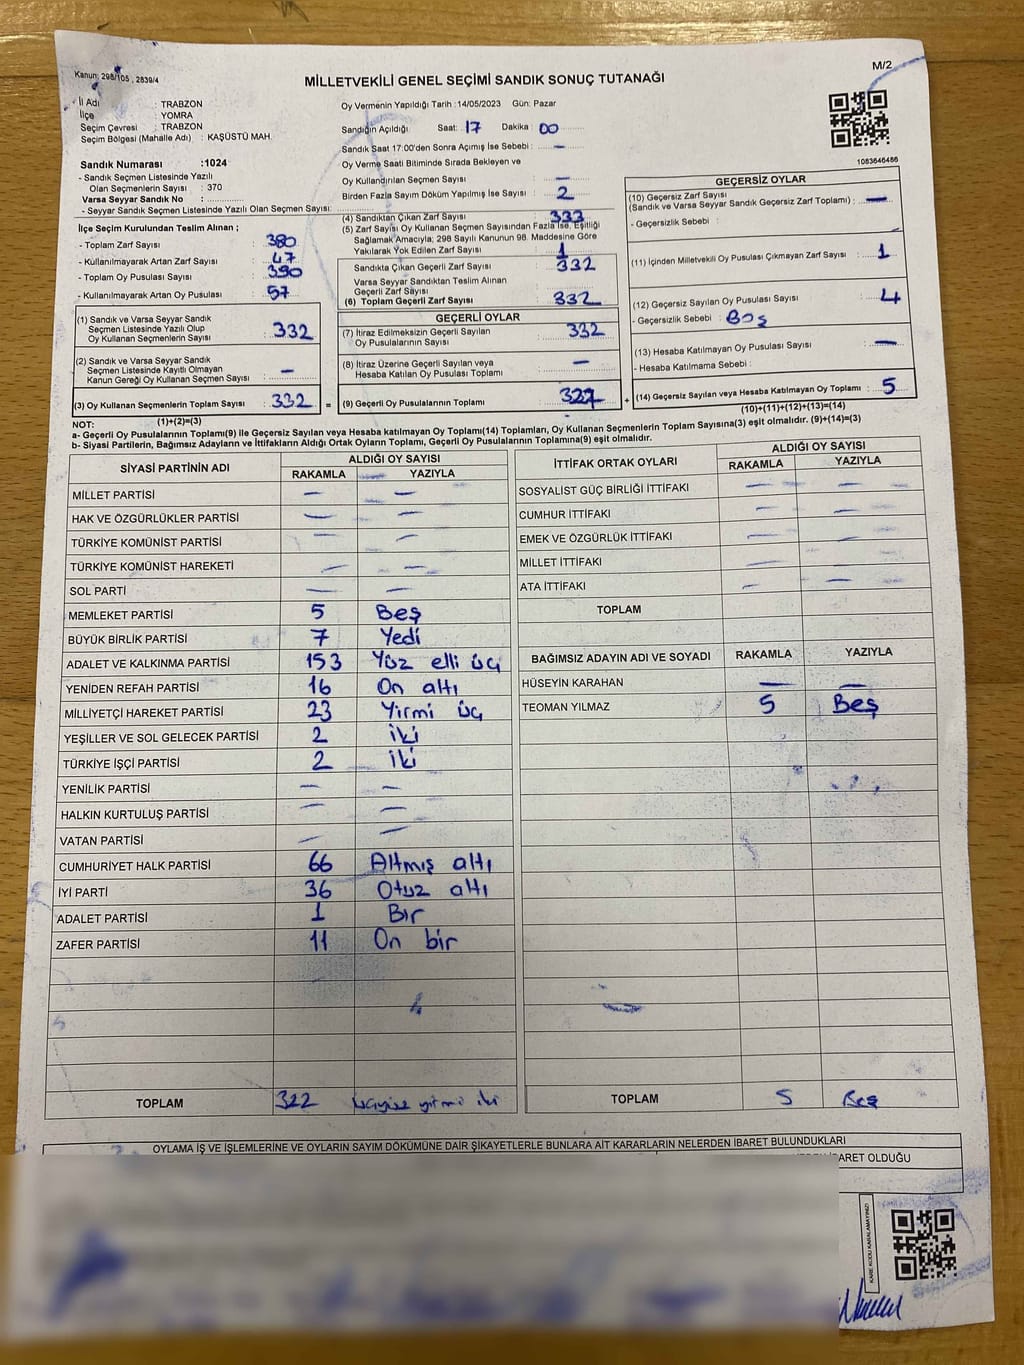 Kanun: 298/105 , 2839/4
MİLLETVEKİLİ GENEL SEÇİMİ SANDIK SONUÇ TUTANAĞI
M/2
İl Adı : TRABZON
İlçe : YOMRA
Seçim Çevresi : TRABZON
Seçim Bölgesi (Mahalle Adı) : KAŞÜSTÜ MAH.
Sandık Numarası :1024
- Sandık Seçmen Listesinde Yazılı
Olan Seçmenlerin Sayısı : 370
Varsa Seyyar Sandık No :
- Seyyar Sandık Seçmen Listesinde Yazılı Olan Seçmen Sayısı:
İlçe Seçim Kurulundan Teslim Alınan ;
- Toplam Zarf Sayısı : 380
- Kullanılmayarak Artan Zarf Sayısı : 47
- Toplam Oy Pusulası Sayısı :
- Kullanılmayarak Artan Oy Pusulası : 57
(1) Sandık ve Varsa Seyyar Sandık
Seçmen Listesinde Yazılı Olup
Oy Kullanan Seçmenlerin Sayısı : 332
(2) Sandık ve Varsa Seyyar Sandık
Seçmen Listesinde Kayıtlı Olmayan
Kanun Gereği Oy Kullanan Seçmen Sayısı : -
(3) Oy Kullanan Seçmenlerin Toplam Sayısı : 332 =
(1)+(2)=(3)
Oy Vermenin Yapıldığı Tarih :14/05/2023 Gün: Pazar
Sandığın Açıldığı Saat: 17 Dakika 00
Sandık Saat 17:00'den Sonra Açımış İse Sebebi : -
Oy Verme Saati Bitiminde Sırada Bekleyen ve
Oy Kullandırılan Seçmen Sayısı : -
Birden Fazla Sayım Döküm Yapılmış İse Sayısı : 2
(4) Sandıktan Çıkan Zarf Sayısı : 333
(5) Zarf Sayısı Oy Kullanan Seçmen Sayısından Fazla İse, Eşitliği
Sağlamak Amacıyla; 298 Sayılı Kanunun 98. Maddesine Göre
Yakılarak Yok Edilen Zarf Sayısı : 1
Sandıkta Çıkan Geçerli Zarf Sayısı : 332
Varsa Seyyar Sandıktan Teslim Alınan
Geçerli Zarf Sayısı :
(6) Toplam Geçerli Zarf Sayısı : 332
GEÇERLİ OYLAR
(7) İtiraz Edilmeksizin Geçerli Sayılan
Oy Pusulalarının Sayısı : 332
(8) İtiraz Üzerine Geçerli Sayılan veya
Hesaba Katılan Oy Pusulası Toplamı : -
(9) Geçerli Oy Pusulalarının Toplamı : 327 +
1083646486
GEÇERSİZ OYLAR
(10) Geçersiz Zarf Sayısı
(Sandık ve Varsa Seyyar Sandık Geçersiz Zarf Toplamı) : -
- Geçersizlik Sebebi :
(11) İçinden Milletvekili Oy Pusulası Çıkmayan Zarf Sayısı : 1
(12) Geçersiz Sayılan Oy Pusulası Sayısı : 4
- Geçersizlik Sebebi : Boş
(13) Hesaba Katılmayan Oy Pusulası Sayısı : -
- Hesaba Katılmama Sebebi :
(14) Geçersiz Sayılan veya Hesaba Katılmayan Oy Toplamı : 5
(10)+(11)+(12)+(13)=(14)
NOT:
a- Geçerli Oy Pusulalarının Toplamı(9) ile Geçersiz Sayılan veya Hesaba katılmayan Oy Toplamı(14) Toplamları, Oy Kullanan Seçmenlerin Toplam Sayısına(3) eşit olmalıdır. (9)+(14)=(3)
b- Siyasi Partilerin, Bağımsız Adayların ve İttifakların Aldığı Ortak Oyların Toplamı, Geçerli Oy Pusulalarının Toplamına(9) eşit olmalıdır.
SİYASİ PARTİNİN ADI ALDIĞI OY SAYISI
RAKAMLA YAZIYLA
MİLLET PARTİSİ - -
HAK VE ÖZGÜRLÜKLER PARTİSİ - -
TÜRKİYE KOMÜNİST PARTİSİ - -
TÜRKİYE KOMÜNİST HAREKETİ - -
SOL PARTİ - -
MEMLEKET PARTİSİ 5 Beş
BÜYÜK BİRLİK PARTİSİ 7 Yedi
ADALET VE KALKINMA PARTİSİ 153 Yüz elli üç
YENİDEN REFAH PARTİSİ 16 On altı
MİLLİYETÇİ HAREKET PARTİSİ 23 Yirmi üç
YEŞİLLER VE SOL GELECEK PARTİSİ 2 iki
TÜRKİYE İŞÇİ PARTİSİ 2 iki
YENİLİK PARTİSİ - -
HALKIN KURTULUŞ PARTİSİ - -
VATAN PARTİSİ - -
CUMHURİYET HALK PARTİSİ 66 Altmış altı
İYİ PARTİ 36 Otuz altı
ADALET PARTİSİ 1 Bir
ZAFER PARTİSİ 11 On bir
TOPLAM 322 üçyüz yirmi iki
İTTİFAK ORTAK OYLARI ALDIĞI OY SAYISI
RAKAMLA YAZIYLA
SOSYALİST GÜÇ BİRLİĞİ İTTİFAKI - -
CUMHUR İTTİFAKI - -
EMEK VE ÖZGÜRLÜK İTTİFAKI - -
MİLLET İTTİFAKI - -
ATA İTTİFAKI - -
TOPLAM
BAĞIMSIZ ADAYIN ADI VE SOYADI RAKAMLA YAZIYLA
HÜSEYİN KARAHAN - -
TEOMAN YILMAZ 5 Beş
TOPLAM 5 Beş
OYLAMA İŞ VE İŞLEMLERİNE VE OYLARIN SAYIM DÖKÜMÜNE DAİR ŞİKAYETLERLE BUNLARA AİT KARARLARIN NELERDEN İBARET BULUNDUKLARI
İBARET OLDUĞU
KARE KODU KARALAMAYINIZ!